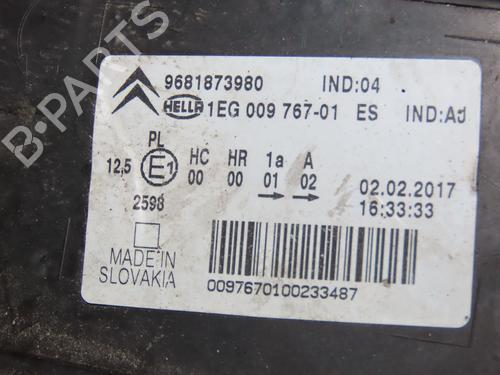 B-PARTS
9681873980 IND:04
HELLA 1EG 009 767-01 ES IND:AJ
PL HC HR 1a A
12,5 E1 00 00 01 02 02.02.2017
2598 16:33:33
MADE IN
SLOVAKIA
0097670100233487